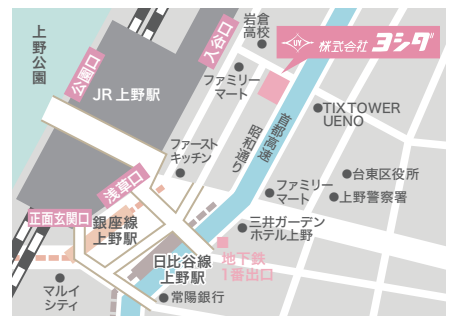 上野
公園
公園口
JR 上野駅
入谷口
岩倉
高校
UY
株式会社 ヨシダ
ファミリー
マート
TIX TOWER
UENO
首都高速
昭和通り
ファースト
キッチン
浅草口
正面玄関口
銀座線
上野駅
ファミリー
マート
台東区役所
上野警察署
三井ガーデン
ホテル上野
日比谷線
上野駅
地下鉄
1番出口
マルイ
シティ
常陽銀行